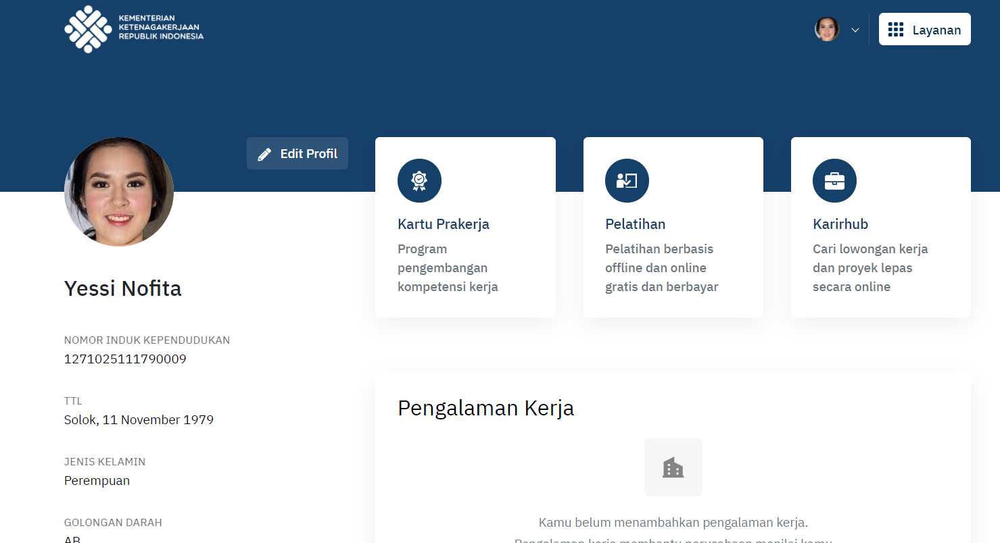 KEMENTERIAN
KETENAGAKERJAAN
REPUBLIK INDONESIA
Layanan
Edit Profil
Yessi Nofita
NOMOR INDUK KEPENDUDUKAN
1271025111790009
TTL
Solok, 11 November 1979
JENIS KELAMIN
Perempuan
GOLONGAN DARAH
AB
Kartu Prakerja
Program
pengembangan
kompetensi kerja
Pelatihan
Pelatihan berbasis
offline dan online
gratis dan berbayar
Karirhub
Cari lowongan kerja
dan proyek lepas
secara online
Pengalaman Kerja
Kamu belum menambahkan pengalaman kerja.
Pengalaman kerja membantu perusahaan menilai kamu